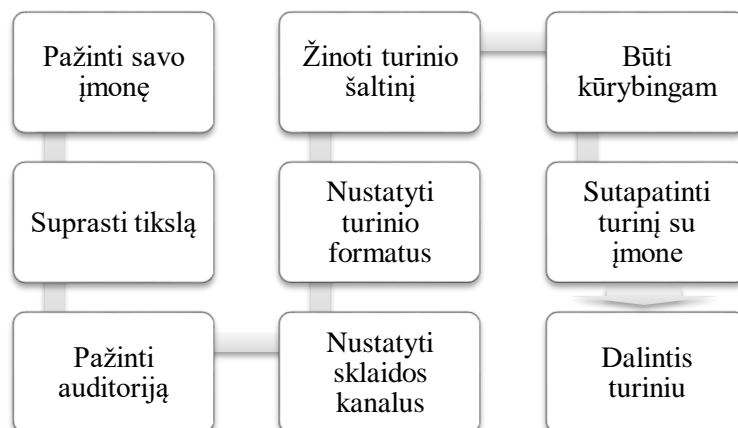 Pažinti savo
įmonę
Suprasti tikslą
Pažinti
auditoriją
Nustatyti
sklaidos
kanalus
Nustatyti
turinio
formatus
Žinoti turinio
šaltinį
Būti
kūrybingam
Sutapatinti
turinį su
įmone
Dalintis
turiniu